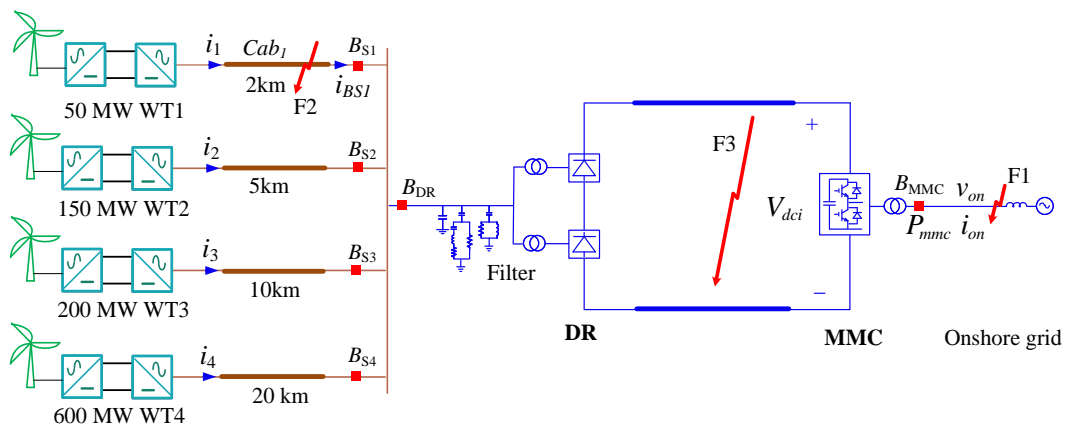 i1
Cab1
BS1
2km
F2
iBS1
50 MW WT1
i2
BS2
5km
150 MW WT2
i3
BS3
10km
200 MW WT3
i4
BS4
20 km
600 MW WT4
BDR
Filter
DR
F3
+
Vdci
−
MMC
BMMC
von
F1
Pmmc
ion
Onshore grid